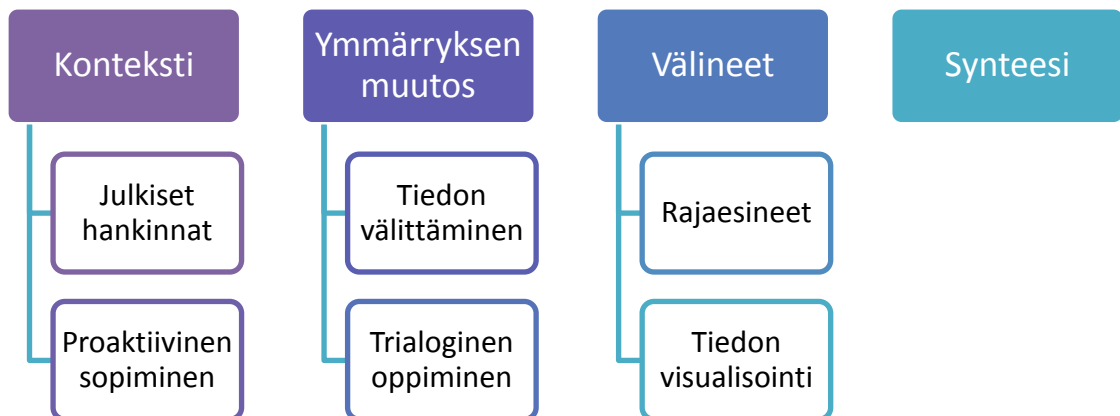 Konteksti
Julkiset
hankinnat
Proaktiivinen
sopiminen
Ymmärryksen
muutos
Tiedon
välittäminen
Trialoginen
oppiminen
Välineet
Rajaesineet
Tiedon
visualisointi
Synteesi